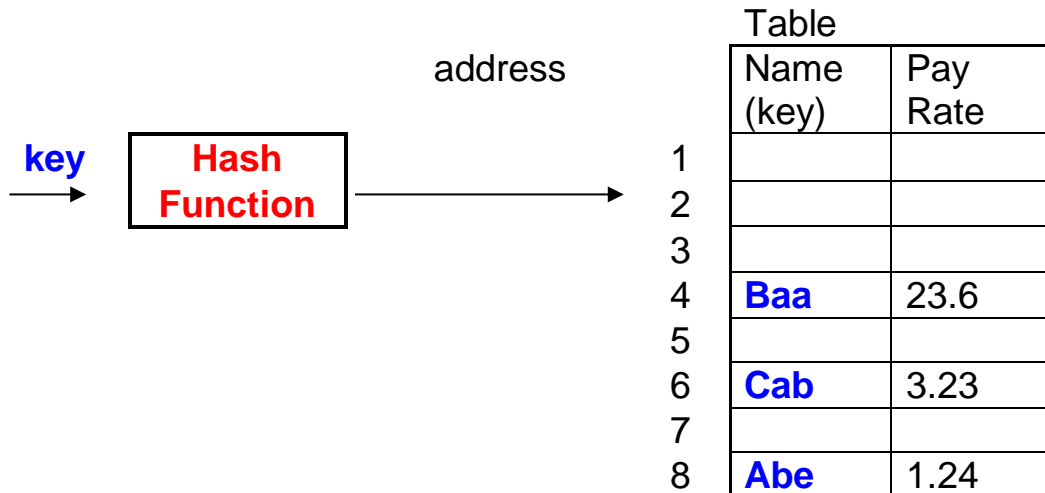 Table
address
Name Pay
(key) Rate
key Hash
Function
1
2
3
4 Baa 23.6
5
6 Cab 3.23
7
8 Abe 1.24